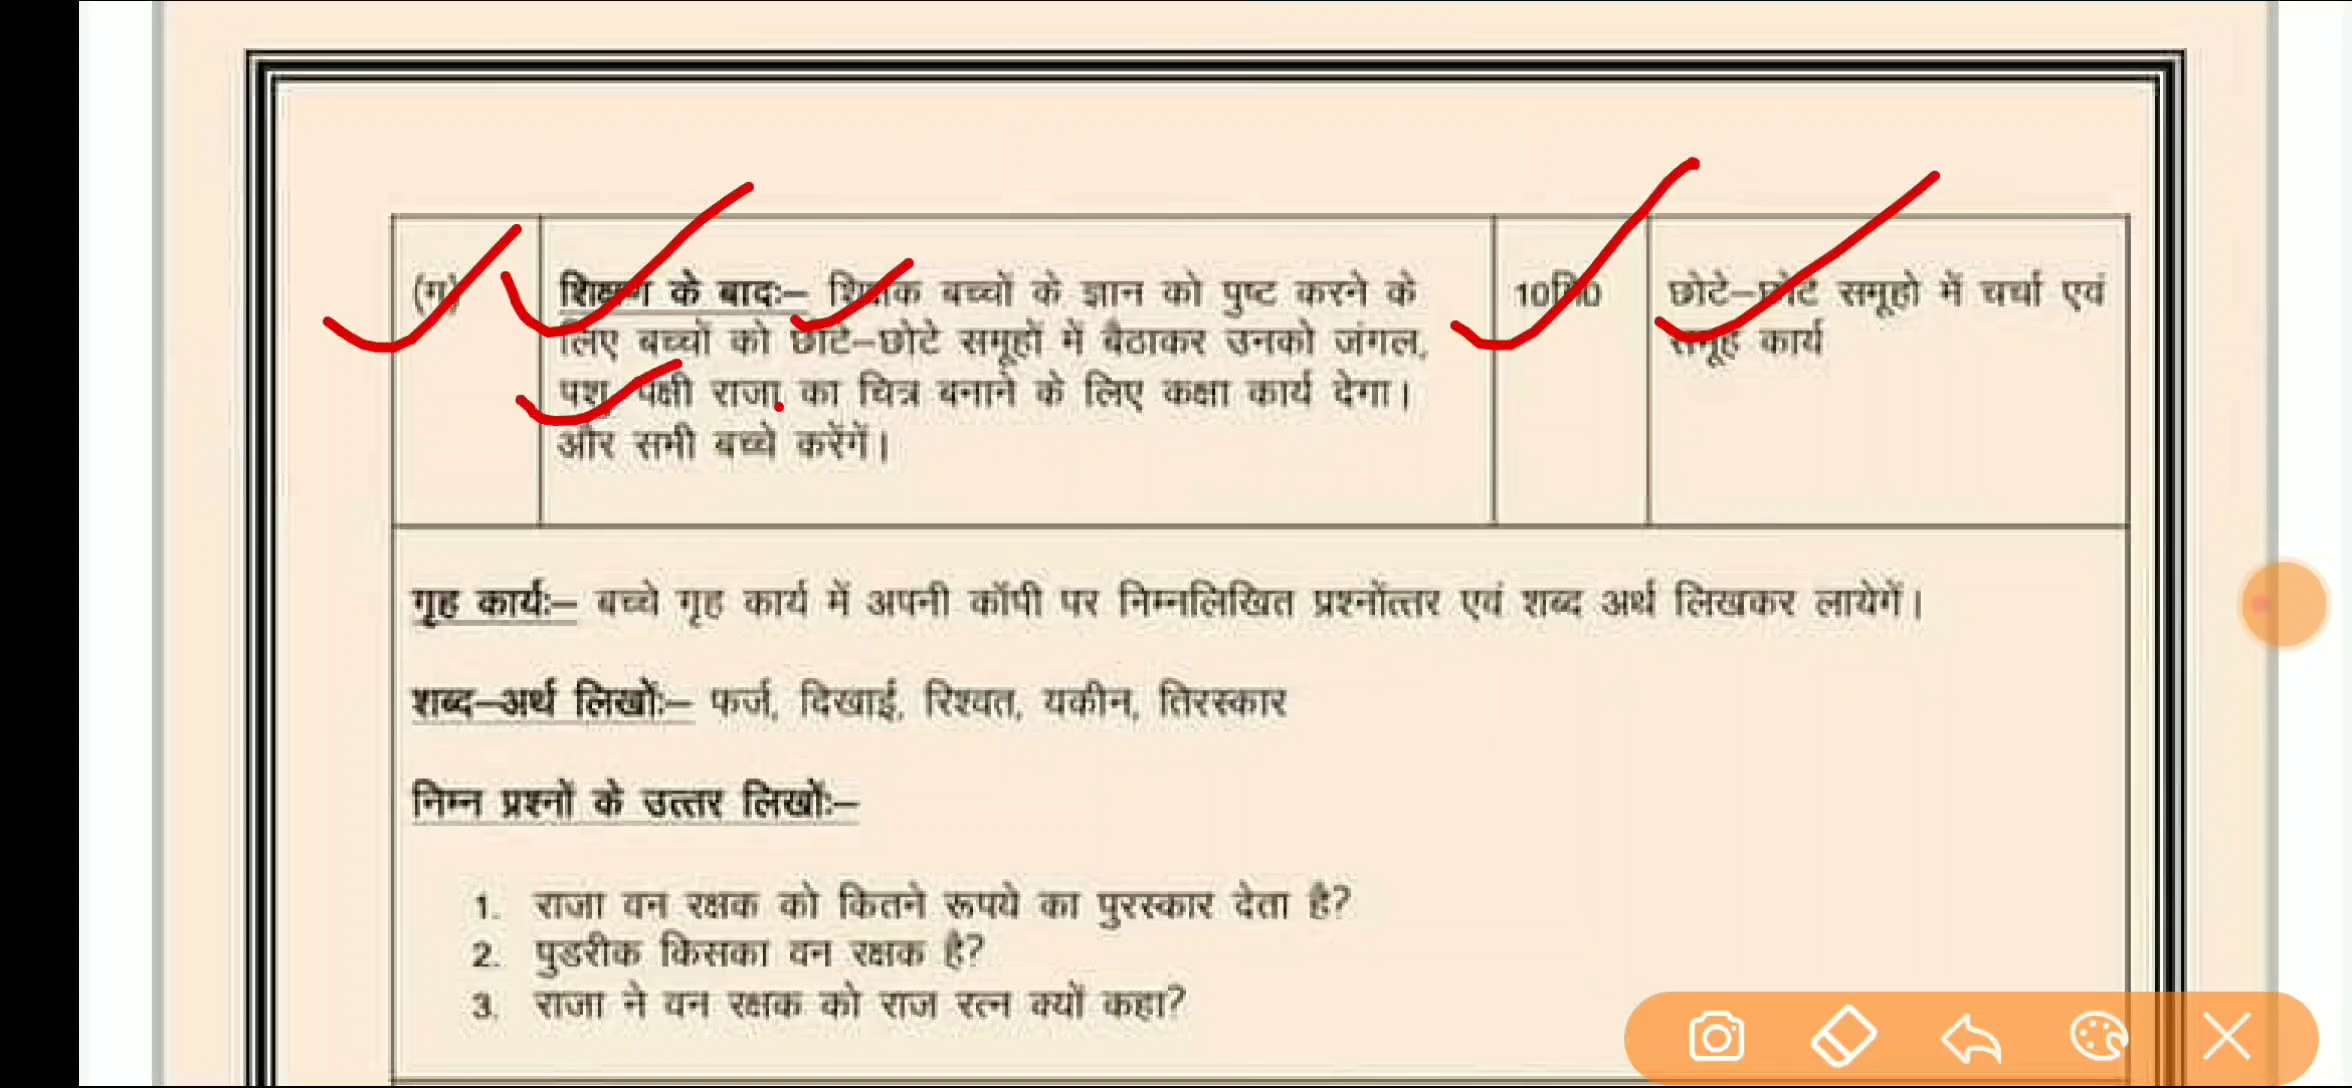 (ग)
शिक्षण के बादः– शिक्षक बच्चों के ज्ञान को पुष्ट करने के
लिए बच्चों को छोटे–छोटे समूहों में बैठाकर उनको जंगल,
पशु, पक्षी राजा, का चित्र बनाने के लिए कक्षा कार्य देगा।
और सभी बच्चे करेंगें।
10मि0
छोटे–छोटे समूहो में चर्चा एवं
समूह कार्य
गृह कार्यः– बच्चे गृह कार्य में अपनी कॉपी पर निम्नलिखित प्रश्नोंत्तर एवं शब्द अर्थ लिखकर लायेगें।
शब्द–अर्थ लिखोंः– फर्ज, दिखाई, रिश्वत, यकीन, तिरस्कार
निम्न प्रश्नों के उत्तर लिखोंः–
1. राजा वन रक्षक को कितने रूपये का पुरस्कार देता है?
2. पुडरीक किसका वन रक्षक है?
3. राजा ने वन रक्षक को राज रत्न क्यों कहा?